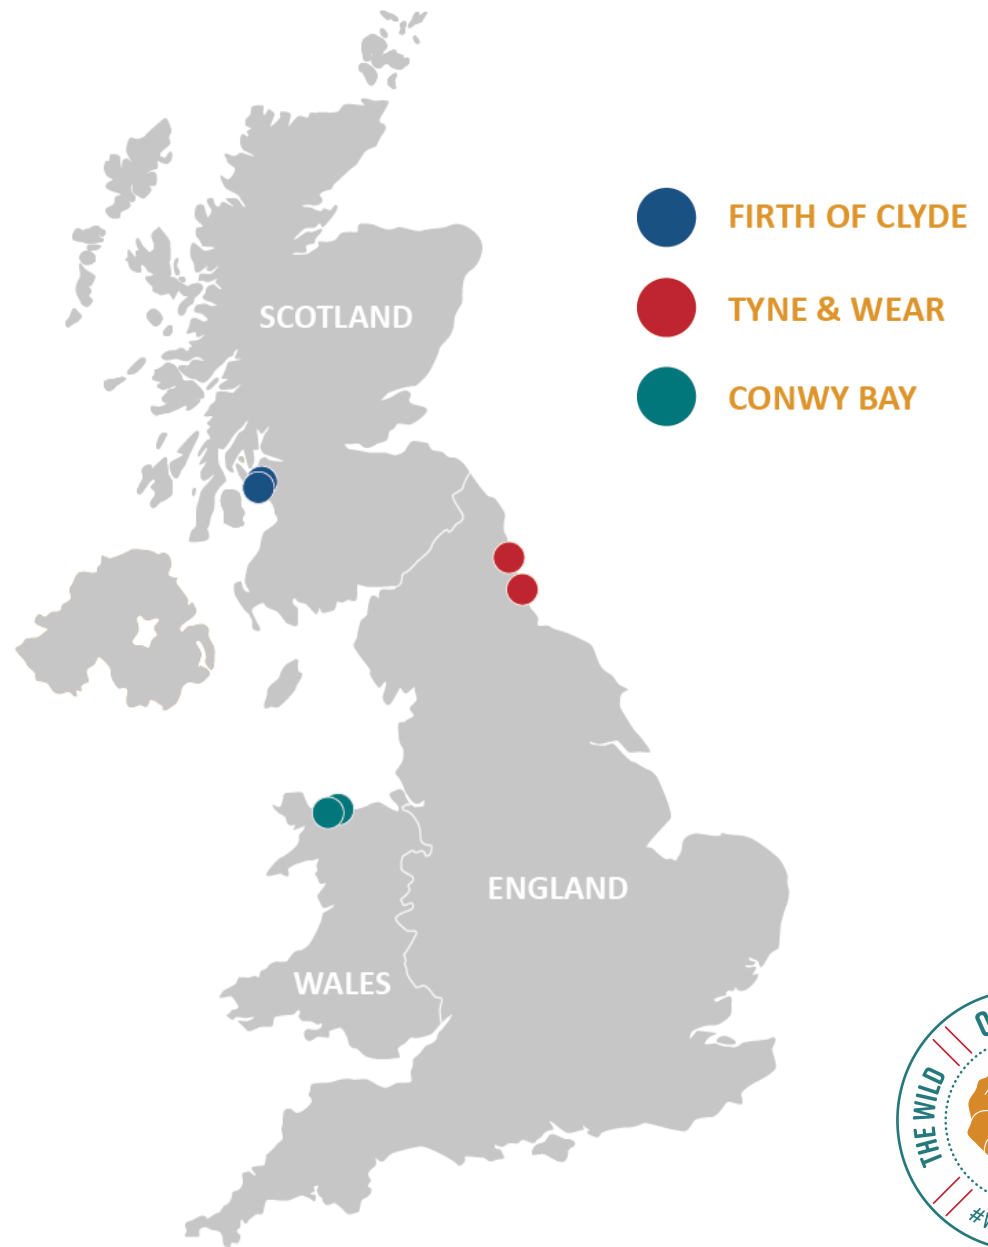 FIRTH OF CLYDE
TYNE & WEAR
CONWY BAY
SCOTLAND
ENGLAND
WALES
THE WILD